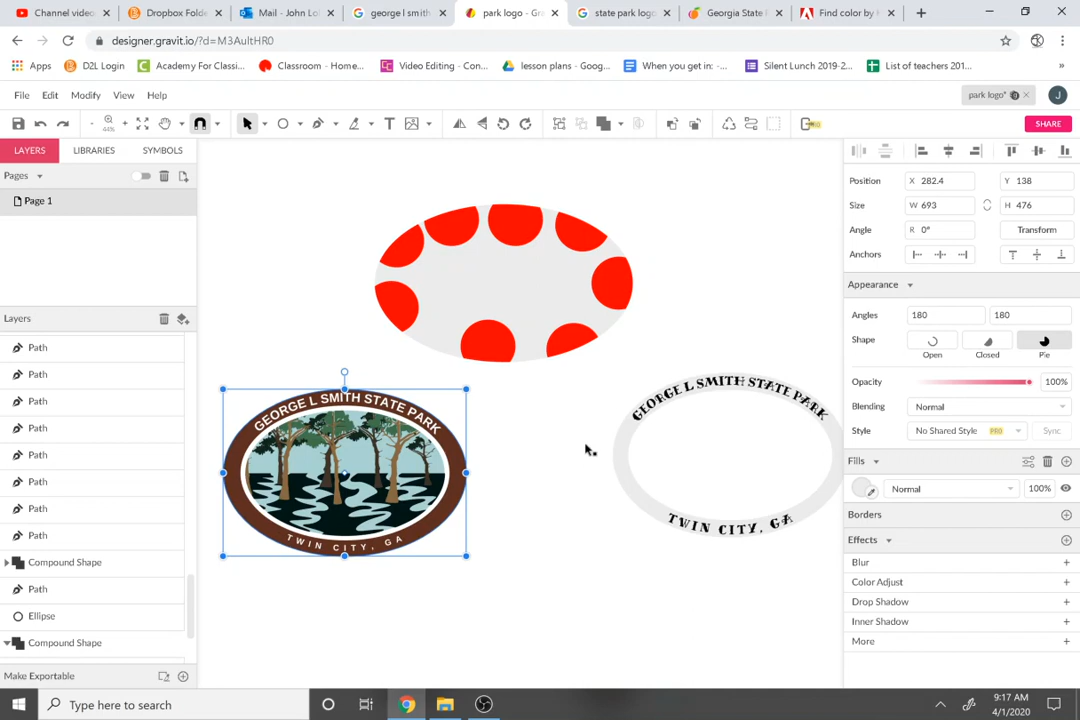 Channel video: ×
Dropbox Folde ×
Mail - John Lo ×
george l smith ×
park logo - Gra ×
state park logo ×
Georgia State P ×
Find color by h ×
designer.gravit.io/?d=M3AultHR0
Apps
D2L Login
Academy For Classi...
Classroom - Home...
Video Editing - Con...
lesson plans - Goog...
When you get in: -...
Silent Lunch 2019-2...
List of teachers 201...
»
File Edit Modify View Help
park logo*
J
44%
PRO
SHARE
LAYERS LIBRARIES SYMBOLS
Pages
Page 1
Layers
Path
Path
Path
Path
Path
Path
Path
Path
Compound Shape
Path
Ellipse
Compound Shape
Make Exportable
GEORGE L SMITH STATE PARK
TWIN CITY, GA
GEORGE L SMITH STATE PARK
TWIN CITY, GA
Position X 282.4 Y 138
Size W 693 H 476
Angle R 0° Transform
Anchors
Appearance
Angles 180 180
Shape
Open Closed Pie
Opacity 100%
Blending Normal
Style No Shared Style PRO Sync
Fills
Normal 100%
Borders
Effects
Blur
Color Adjust
Drop Shadow
Inner Shadow
More
Type here to search
9:17 AM
4/1/2020